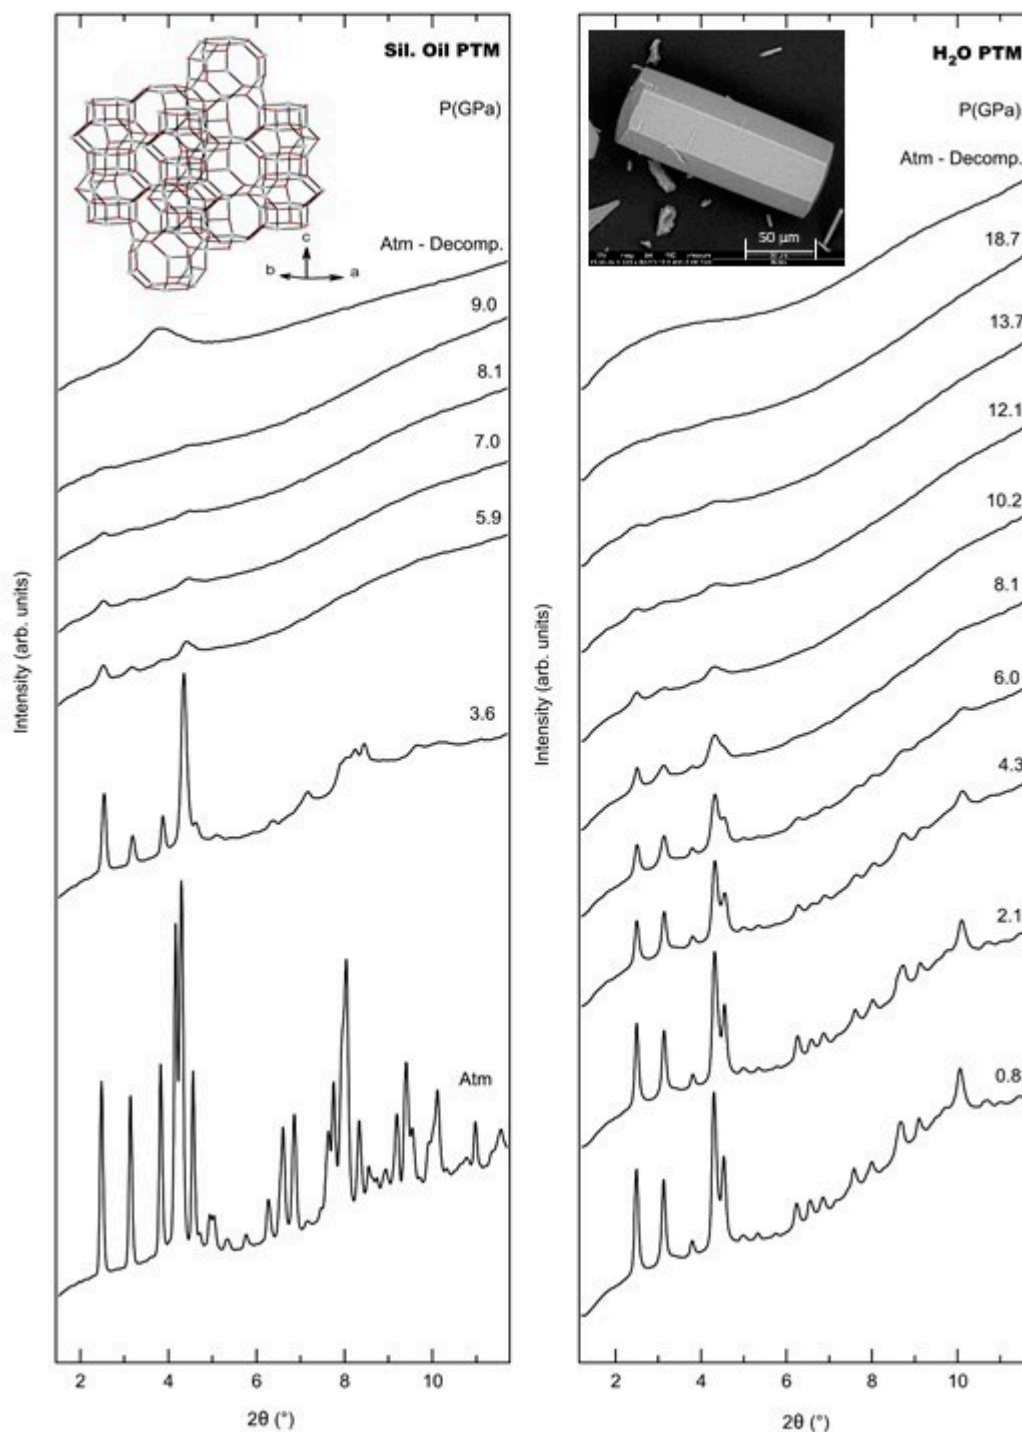 Sil. Oil PTM
P(GPa)
c
b
a
Atm - Decomp.
9.0
8.1
7.0
5.9
3.6
Atm
Intensity (arb. units)
2 4 6 8 10
2θ (°)
H₂O PTM
P(GPa)
Atm - Decomp.
50 μm
18.7
13.7
12.1
10.2
8.1
6.0
4.3
2.1
0.8
Intensity (arb. units)
2 4 6 8 10
2θ (°)